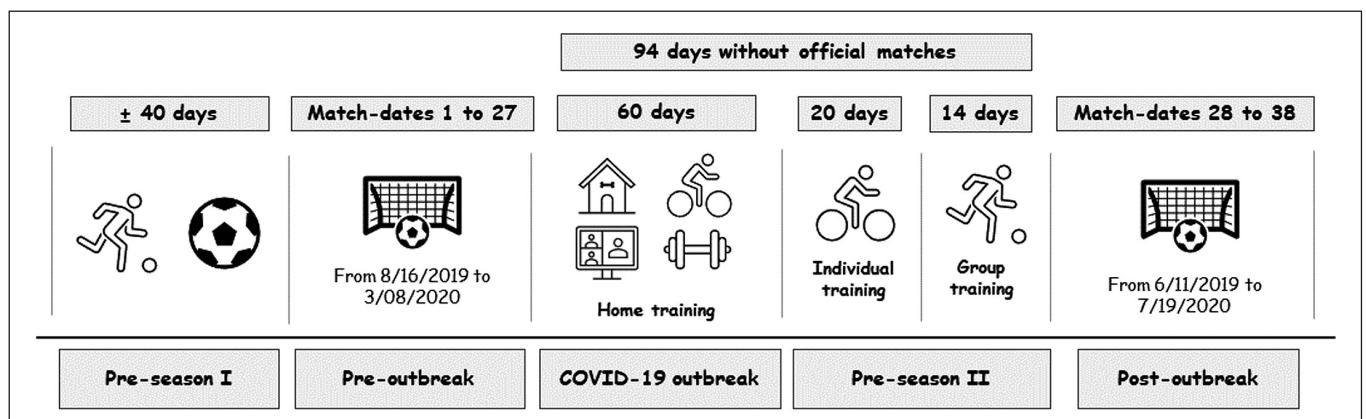 94 days without official matches
± 40 days
Match-dates 1 to 27
60 days
20 days
14 days
Match-dates 28 to 38
From 8/16/2019 to
3/08/2020
Home training
Individual
training
Group
training
From 6/11/2019 to
7/19/2020
Pre-season I
Pre-outbreak
COVID-19 outbreak
Pre-season II
Post-outbreak